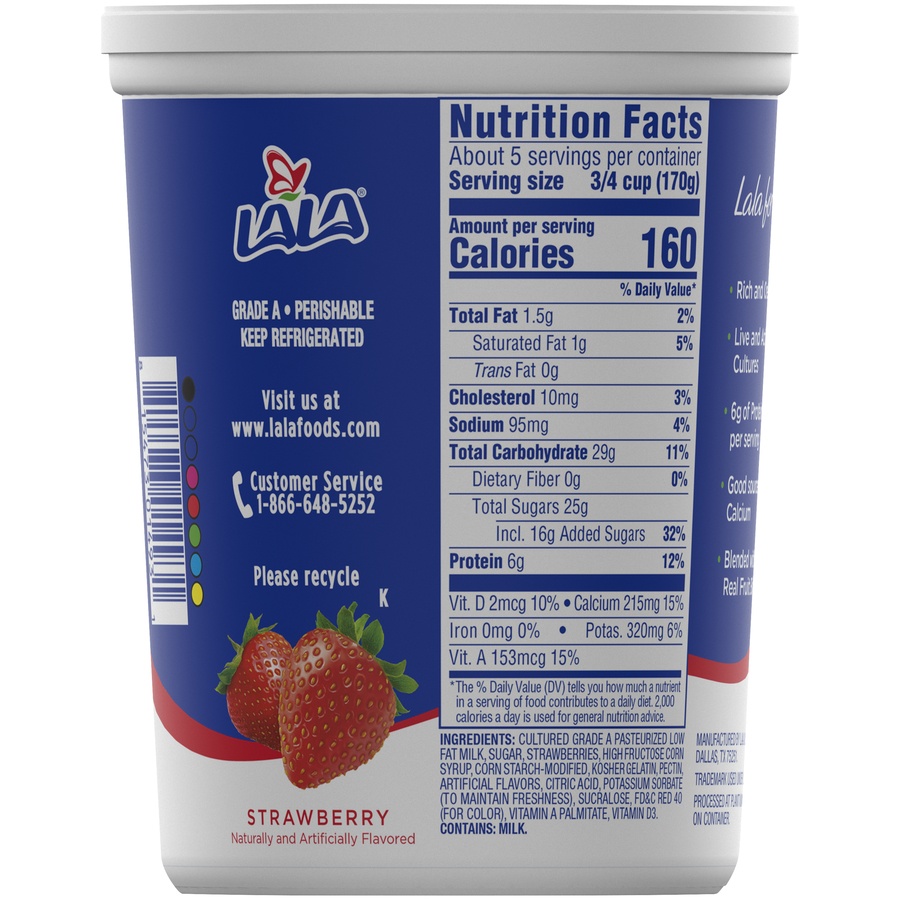 LALA®
GRADE A • PERISHABLE
KEEP REFRIGERATED
Visit us at
www.lalafoods.com
Customer Service
1-866-648-5252
Please recycle
K
STRAWBERRY
Naturally and Artificially Flavored
Nutrition Facts
About 5 servings per container
Serving size 3/4 cup (170g)
Amount per serving
Calories 160
% Daily Value*
Total Fat 1.5g 2%
Saturated Fat 1g 5%
Trans Fat 0g
Cholesterol 10mg 3%
Sodium 95mg 4%
Total Carbohydrate 29g 11%
Dietary Fiber 0g 0%
Total Sugars 25g
Incl. 16g Added Sugars 32%
Protein 6g 12%
Vit. D 2mcg 10% • Calcium 215mg 15%
Iron 0mg 0% • Potas. 320mg 6%
Vit. A 153mcg 15%
*The % Daily Value (DV) tells you how much a nutrient
in a serving of food contributes to a daily diet. 2,000
calories a day is used for general nutrition advice.
INGREDIENTS: CULTURED GRADE A PASTEURIZED LOW
FAT MILK, SUGAR, STRAWBERRIES, HIGH FRUCTOSE CORN
SYRUP, CORN STARCH-MODIFIED, KOSHER GELATIN, PECTIN,
ARTIFICIAL FLAVORS, CITRIC ACID, POTASSIUM SORBATE
(TO MAINTAIN FRESHNESS), SUCRALOSE, FD&C RED 40
(FOR COLOR), VITAMIN A PALMITATE, VITAMIN D3.
CONTAINS: MILK.
Lala
• Rich and
• Live and
Cultures
• 6g of
per serving
• Good
Calcium
• Blended
Real
MANUFACTURED
DALLAS, TX
TRADEMARK USED
PROCESSED AT
ON CONTAINER.